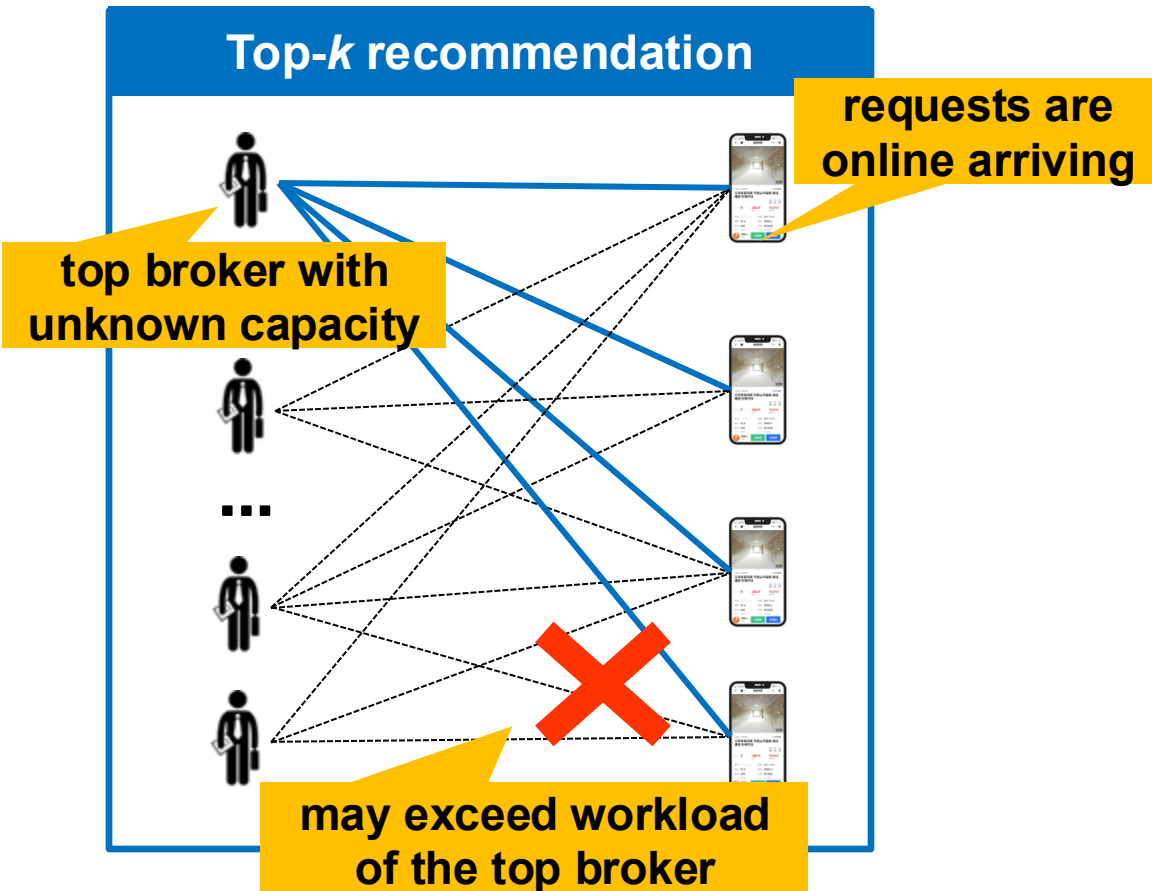 Top-k recommendation
requests are
online arriving
top broker with
unknown capacity
...
may exceed workload
of the top broker